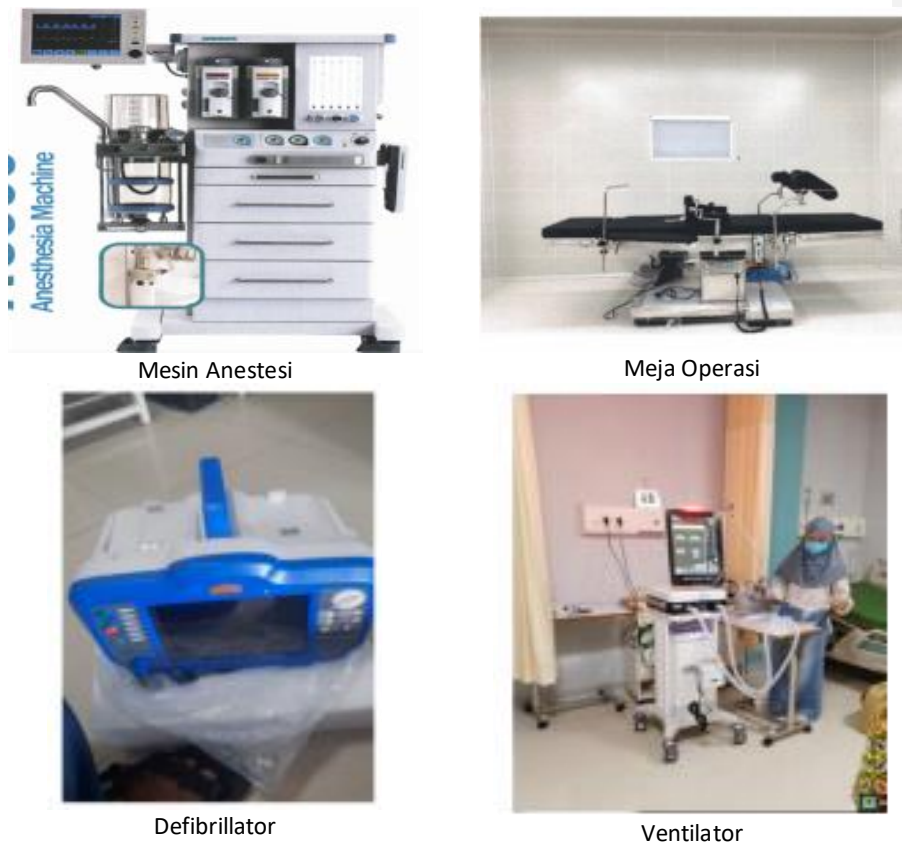 Anesthesia Machine
Mesin Anestesi
Meja Operasi
Defibrillator
Ventilator